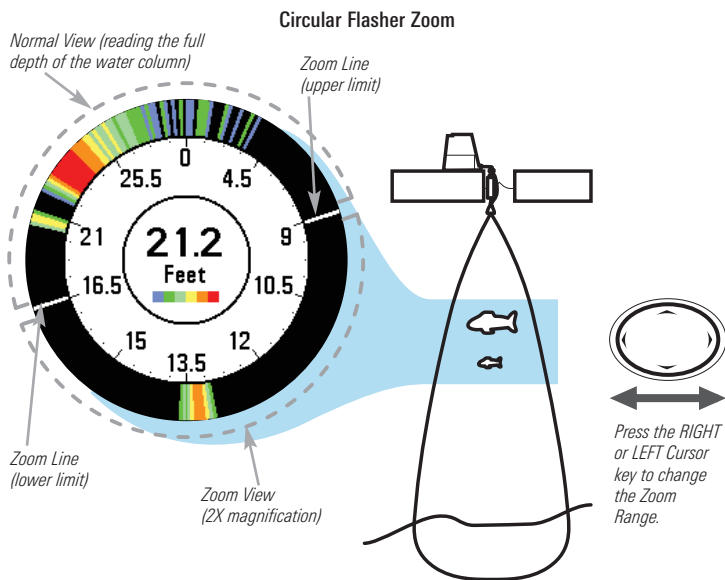 Circular Flasher Zoom
Normal View (reading the full
depth of the water column)
Zoom Line
(upper limit)
0
4.5
9
10.5
12
13.5
15
16.5
21
25.5
21.2
Feet
Zoom Line
(lower limit)
Zoom View
(2X magnification)
Press the RIGHT
or LEFT Cursor
key to change
the Zoom
Range.